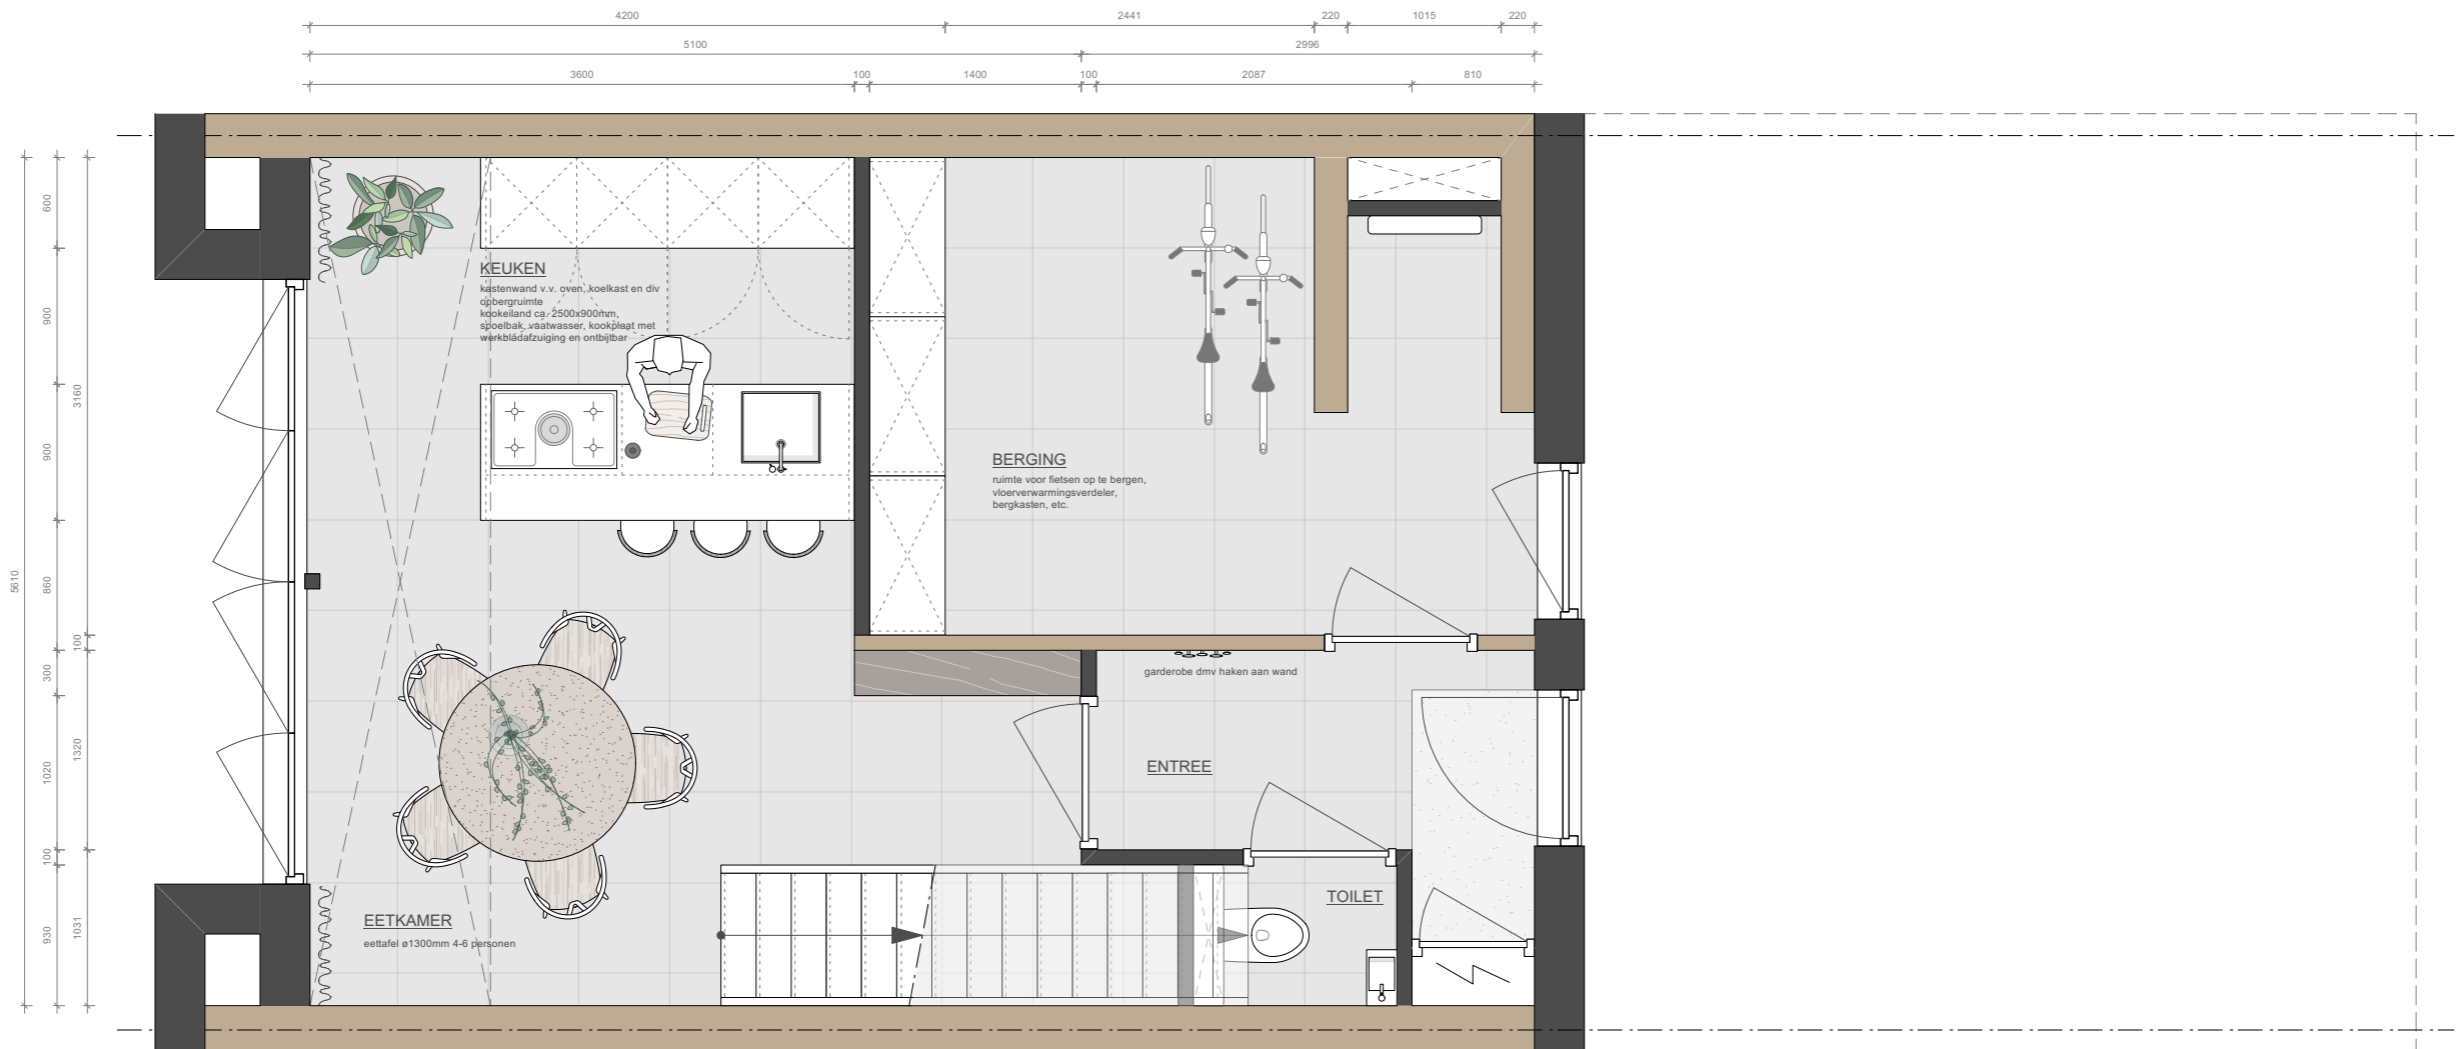 4200
2441
220
1015
220
5100
2996
3600
100
1400
100
2087
810
5610
600
900
900
860
300
1020
100
930
3160
100
1320
1031
KEUKEN
kastenwand v.v. oven, koelkast en div
opbergruimte
kookeiland ca. 2500x900mm,
spoelbak, vaatwasser, kookplaat met
werkbladafzuiging en ontbijtbar
BERGING
ruimte voor fietsen op te bergen,
vloerverwarmingsverdeler,
bergkasten, etc.
garderobe dmv haken aan wand
ENTREE
TOILET
EETKAMER
eettafel ø1300mm 4-6 personen